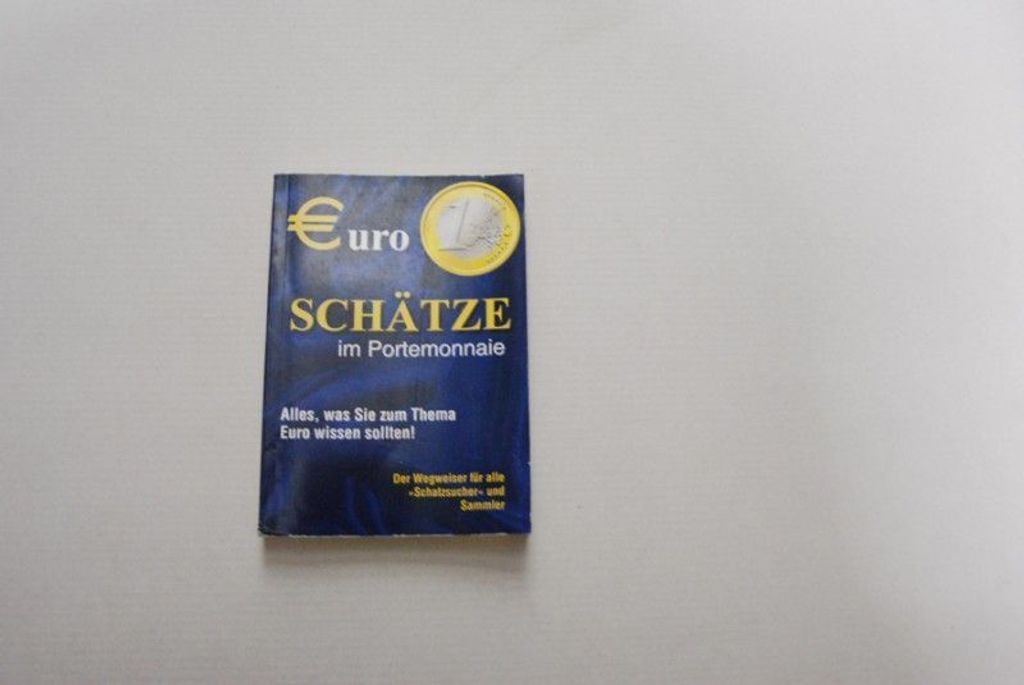 €uro
1
SCHÄTZE
im Portemonnaie
Alles, was Sie zum Thema
Euro wissen sollten!
Der Wegweiser für alle
»Schatzsucher« und
Sammler